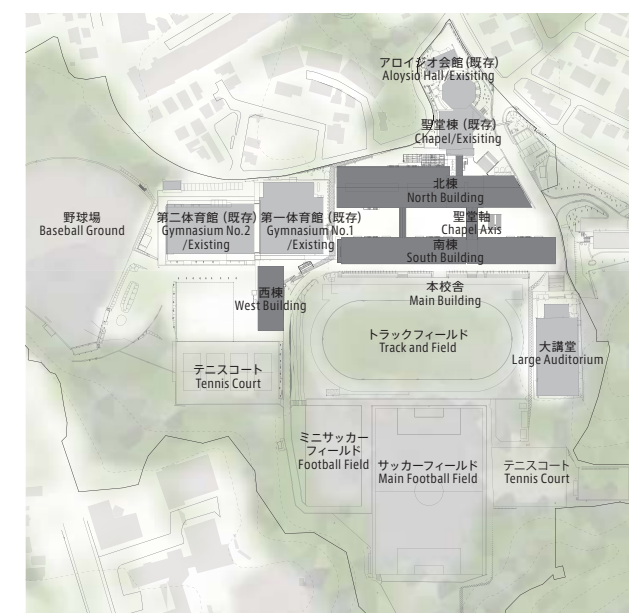 アロイジオ会館（既存）
Aloysio Hall/Exisiting
聖堂棟（既存）
Chapel/Exisiting
北棟
North Building
野球場
Baseball Ground
第二体育館（既存）
Gymnasium No.2
/Existing
第一体育館（既存）
Gymnasium No.1
/Existing
聖堂軸
Chapel Axis
南棟
South Building
西棟
West Building
本校舎
Main Building
トラックフィールド
Track and Field
大講堂
Large Auditorium
テニスコート
Tennis Court
ミニサッカー
フィールド
Football Field
サッカーフィールド
Main Football Field
テニスコート
Tennis Court